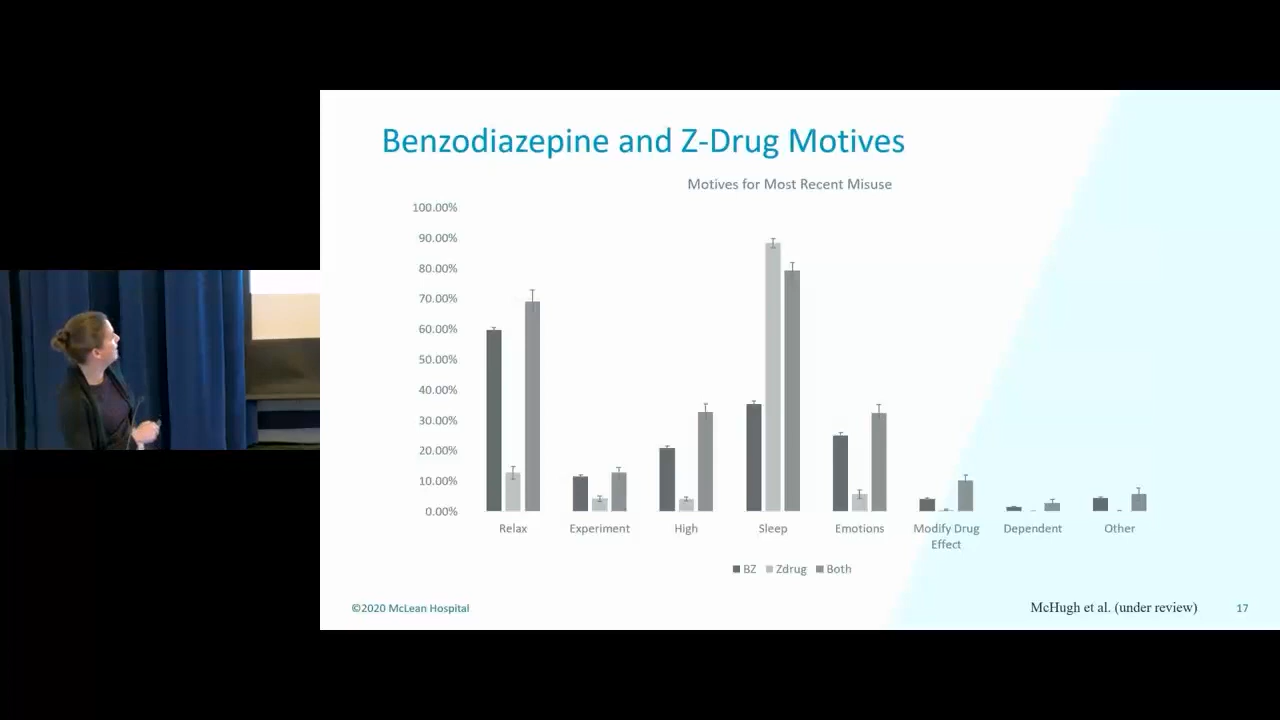 Benzodiazepine and Z-Drug Motives
Motives for Most Recent Misuse
100.00%
90.00%
80.00%
70.00%
60.00%
50.00%
40.00%
30.00%
20.00%
10.00%
0.00%
Relax
Experiment
High
Sleep
Emotions
Modify Drug
Effect
Dependent
Other
BZ
Zdrug
Both
©2020 McLean Hospital
McHugh et al. (under review)
17